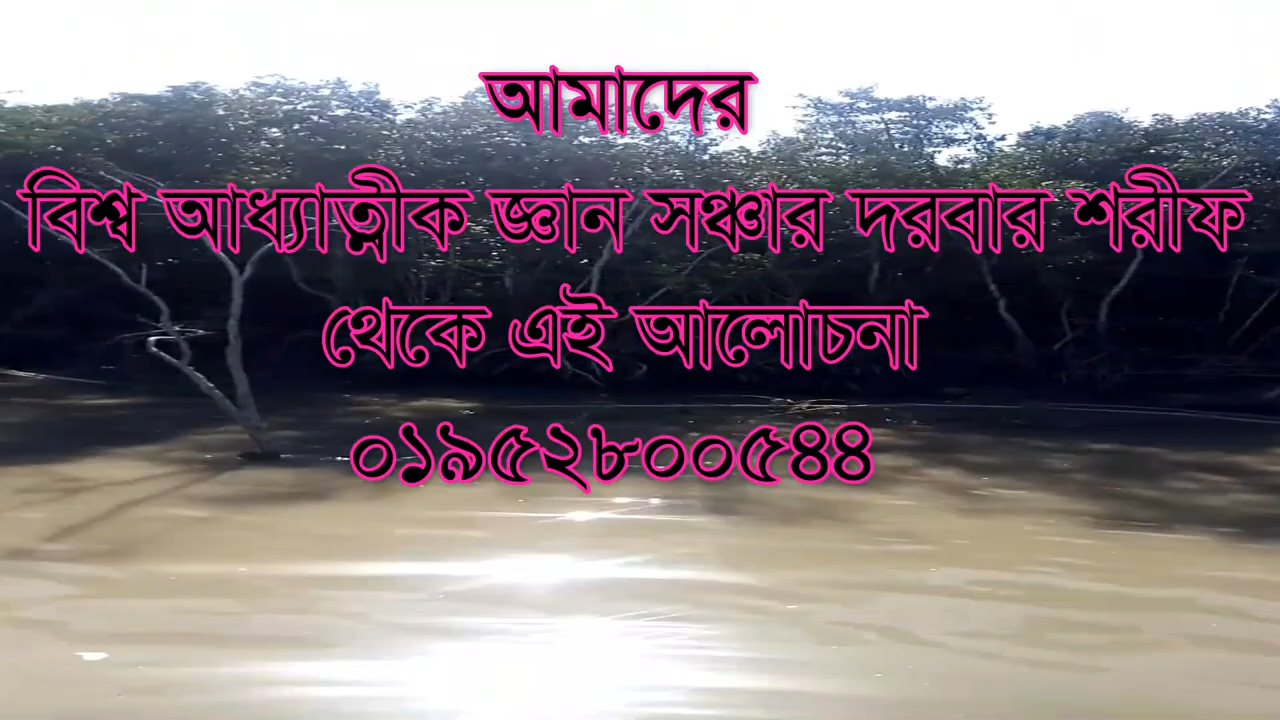 আমাদের
বিশ্ব আধ্যাত্নীক জ্ঞান সঞ্চার দরবার শরীফ
থেকে এই আলোচনা
০১৯৫২৮০০৫৪৪